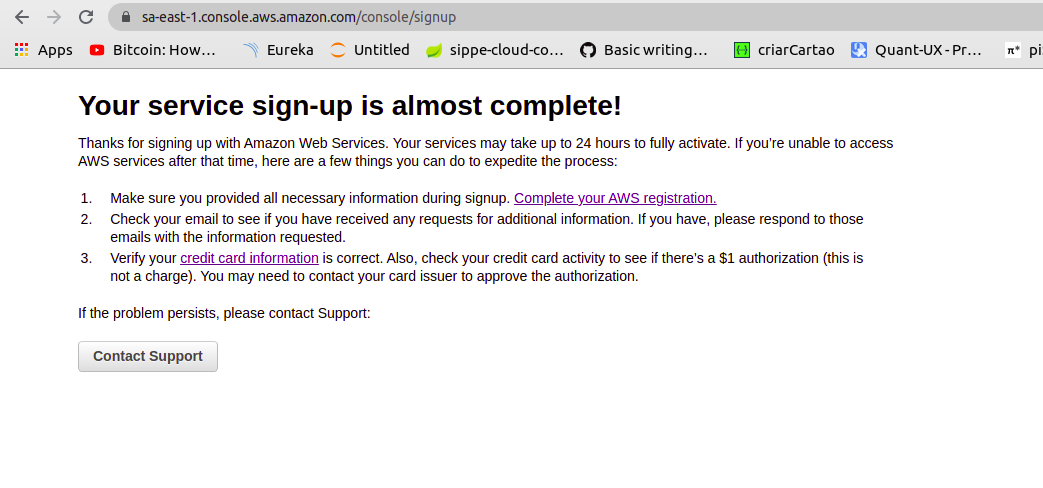 sa-east-1.console.aws.amazon.com/console/signup
Apps Bitcoin: How… Eureka Untitled sippe-cloud-co… Basic writing… criarCartao Quant-UX - Pr… π* pi
Your service sign-up is almost complete!
Thanks for signing up with Amazon Web Services. Your services may take up to 24 hours to fully activate. If you’re unable to access
AWS services after that time, here are a few things you can do to expedite the process:
1. Make sure you provided all necessary information during signup. Complete your AWS registration.
2. Check your email to see if you have received any requests for additional information. If you have, please respond to those
emails with the information requested.
3. Verify your credit card information is correct. Also, check your credit card activity to see if there’s a $1 authorization (this is
not a charge). You may need to contact your card issuer to approve the authorization.
If the problem persists, please contact Support:
Contact Support